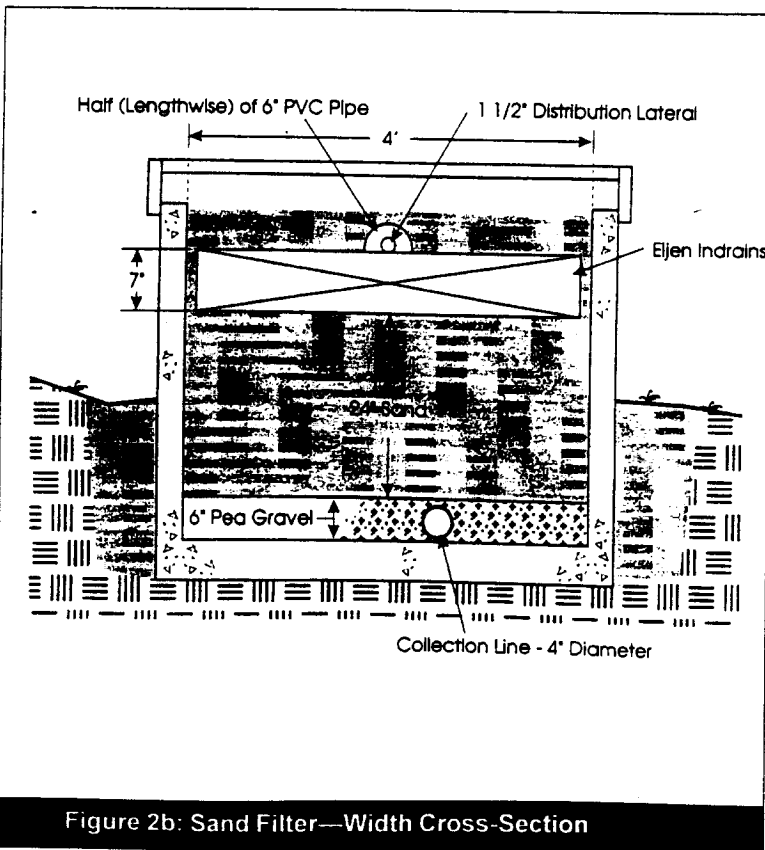 Half (Lengthwise) of 6" PVC Pipe
1 1/2" Distribution Lateral
4'
Eljen Indrains
7"
24" Sand
6" Pea Gravel
Collection Line - 4" Diameter
Figure 2b: Sand Filter—Width Cross-Section